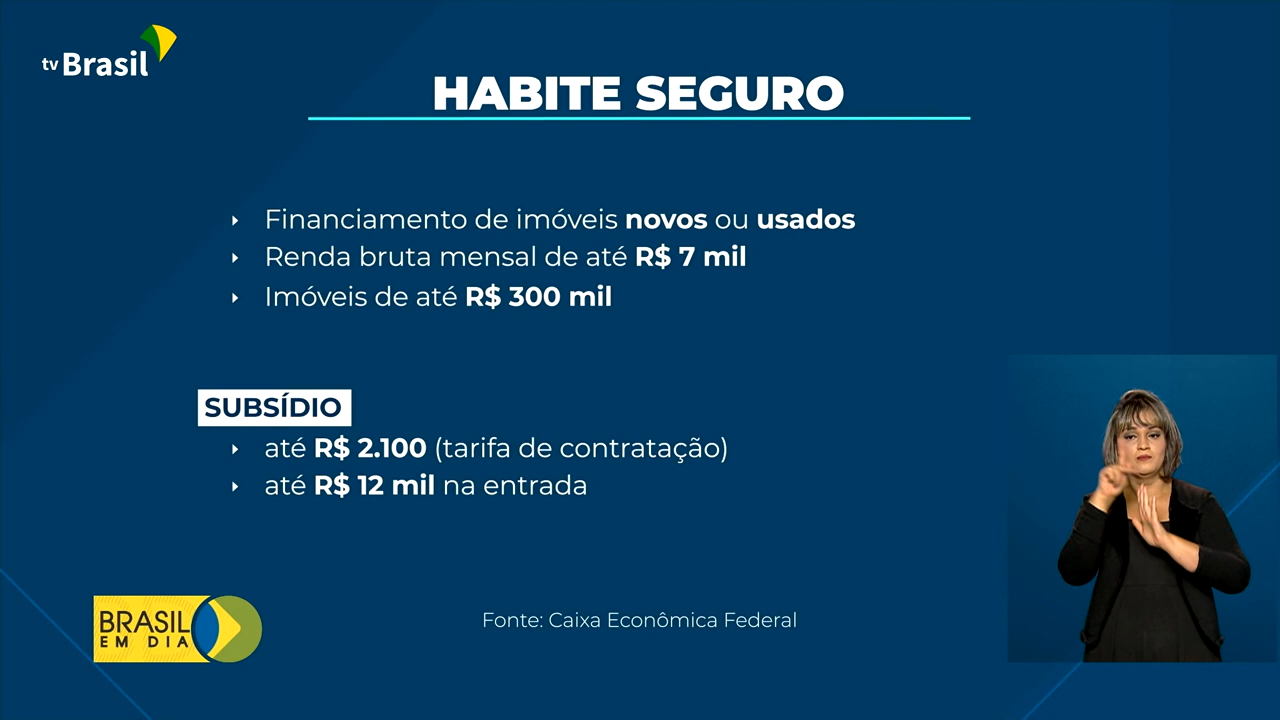 tv Brasil
HABITE SEGURO
Financiamento de imóveis novos ou usados
Renda bruta mensal de até R$ 7 mil
Imóveis de até R$ 300 mil
SUBSÍDIO
até R$ 2.100 (tarifa de contratação)
até R$ 12 mil na entrada
BRASIL
EM DIA
Fonte: Caixa Econômica Federal